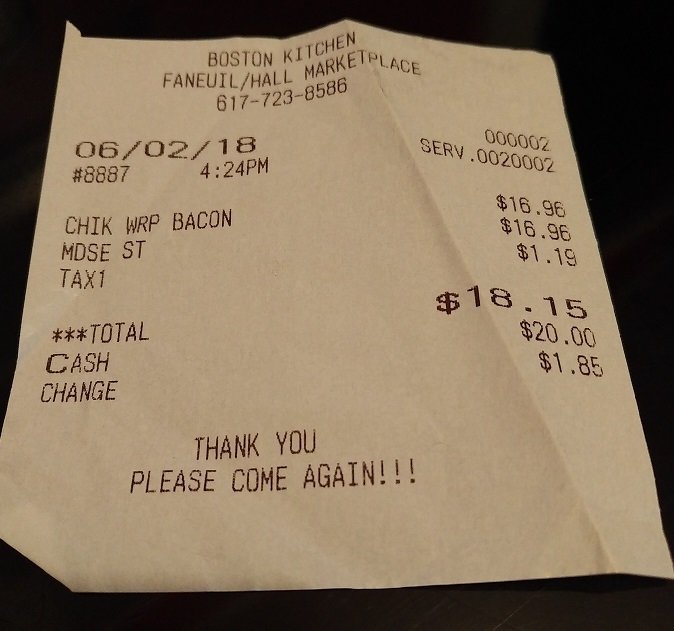 BOSTON KITCHEN
FANEUIL/HALL MARKETPLACE
617-723-8586
000002
06/02/18
SERV.0020002
#8887 4:24PM
CHIK WRP BACON $16.96
MDSE ST $16.96
TAX1 $1.19
***TOTAL $18.15
CASH $20.00
CHANGE $1.85
THANK YOU
PLEASE COME AGAIN!!!